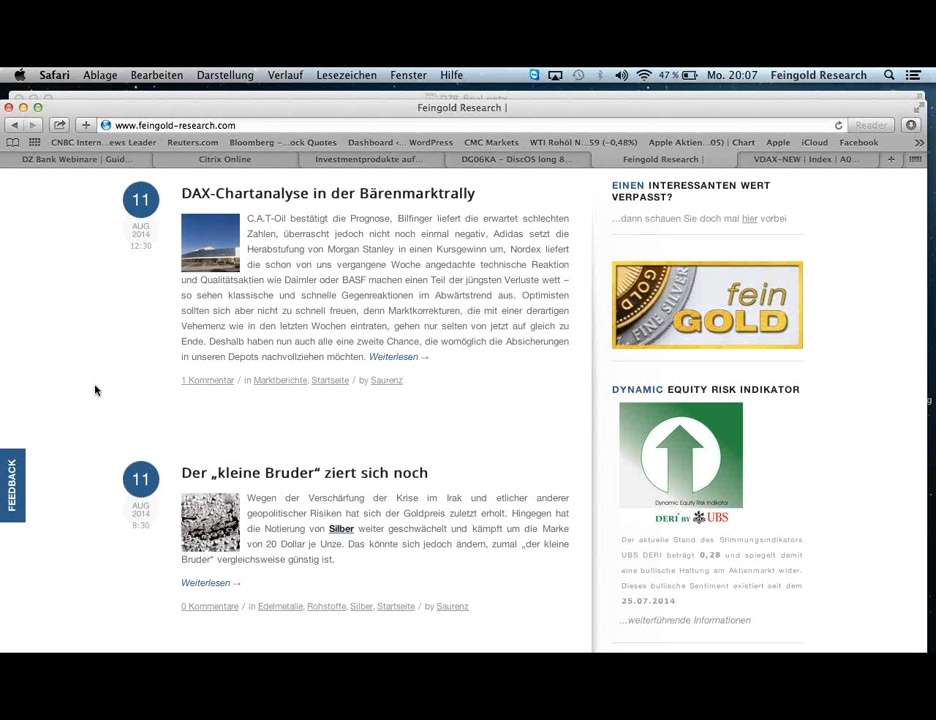 Safari Ablage Bearbeiten Darstellung Verlauf Lesezeichen Fenster Hilfe 47 % Mo. 20:07 Feingold Research
Feingold Research |
www.feingold-research.com
Reader
CNBC Intern...ews Leader Reuters.com Bloomberg -...ock Quotes Dashboard ‹... WordPress CMC Markets WTI Rohöl N...59 (-0,48%) Apple Aktien...05) | Chart Apple iCloud Facebook
DZ Bank Webinare | Guid... Citrix Online Investmentprodukte auf... DG06KA - DiscOS long 8... Feingold Research | VDAX-NEW | Index | A0...
11
AUG
2014
12:30
DAX-Chartanalyse in der Bärenmarktrally
C.A.T-Oil bestätigt die Prognose, Bilfinger liefert die erwartet schlechten
Zahlen, überrascht jedoch nicht noch einmal negativ, Adidas setzt die
Herabstufung von Morgan Stanley in einen Kursgewinn um, Nordex liefert
die schon von uns vergangene Woche angedachte technische Reaktion
und Qualitätsaktien wie Daimler oder BASF machen einen Teil der jüngsten Verluste wett –
so sehen klassische und schnelle Gegenreaktionen im Abwärtstrend aus. Optimisten
sollten sich aber nicht zu schnell freuen, denn Marktkorrekturen, die mit einer derartigen
Vehemenz wie in den letzten Wochen eintraten, gehen nur selten von jetzt auf gleich zu
Ende. Deshalb haben nun auch alle eine zweite Chance, die womöglich die Absicherungen
in unseren Depots nachvollziehen möchten. Weiterlesen →
1 Kommentar / in Marktberichte, Startseite / by Saurenz
FEEDBACK
11
AUG
2014
8:30
Der „kleine Bruder“ ziert sich noch
Wegen der Verschärfung der Krise im Irak und etlicher anderer
geopolitischer Risiken hat sich der Goldpreis zuletzt erholt. Hingegen hat
die Notierung von Silber weiter geschwächelt und kämpft um die Marke
von 20 Dollar je Unze. Das könnte sich jedoch ändern, zumal „der kleine
Bruder“ vergleichsweise günstig ist.
Weiterlesen →
0 Kommentare / in Edelmetalle, Rohstoffe, Silber, Startseite / by Saurenz
EINEN INTERESSANTEN WERT
VERPASST?
...dann schauen Sie doch mal hier vorbei
GOLD
FINE SILVER
fein
GOLD
DYNAMIC EQUITY RISK INDIKATOR
Dynamic Equity Risk Indikator
DERI BY UBS
Der aktuelle Stand des Stimmungsindikators
UBS DERI beträgt 0,28 und spiegelt damit
eine bullische Haltung am Aktienmarkt wider.
Dieses bullische Sentiment existiert seit dem
25.07.2014.
...weiterführende Informationen